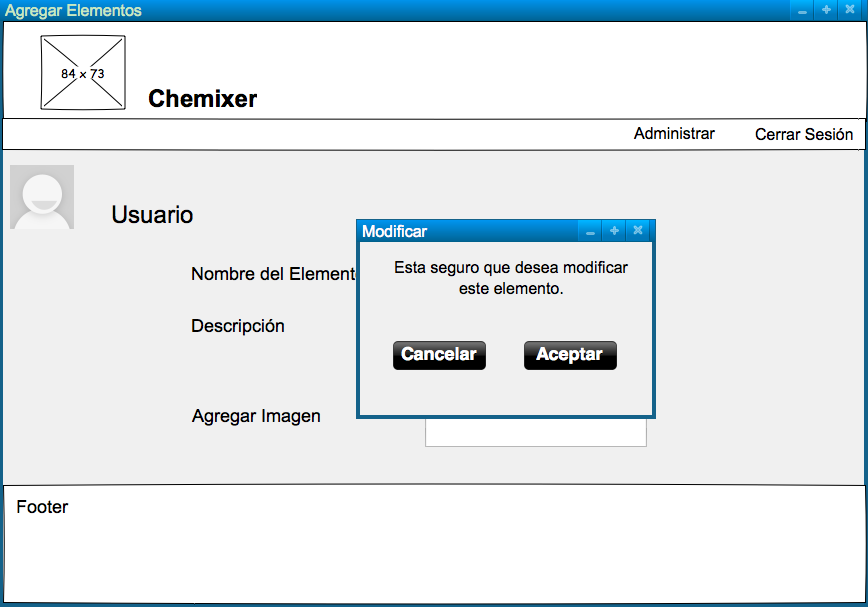 Agregar Elementos
84 x 73
Chemixer
Administrar
Cerrar Sesión
Usuario
Modificar
Esta seguro que desea modificar
este elemento.
Nombre del Element
Descripción
Cancelar
Aceptar
Agregar Imagen
Footer